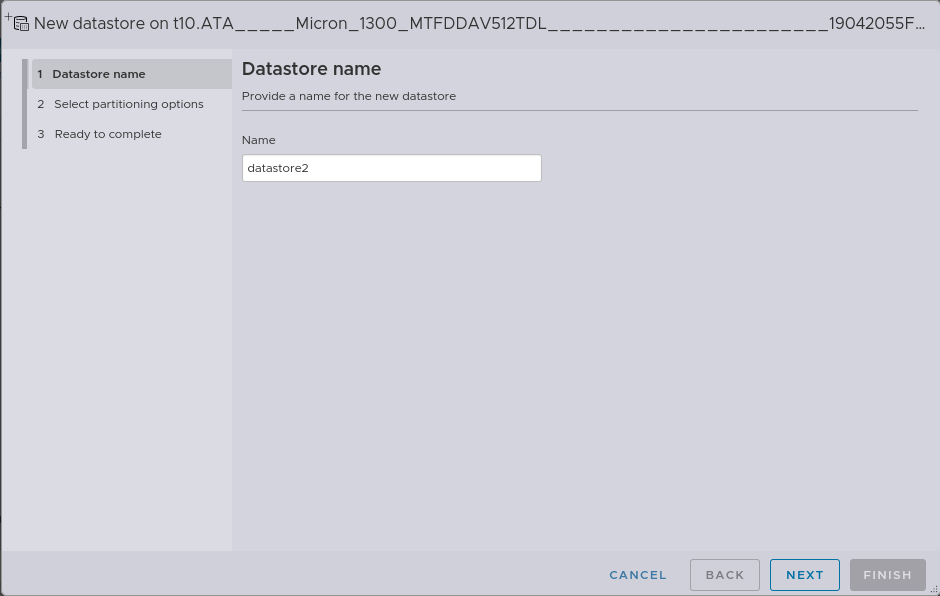 New datastore on t10.ATA_____Micron_1300_MTFDDAV512TDL_______________________19042055F...
1 Datastore name
2 Select partitioning options
3 Ready to complete
Datastore name
Provide a name for the new datastore
Name
datastore2
CANCEL
BACK
NEXT
FINISH